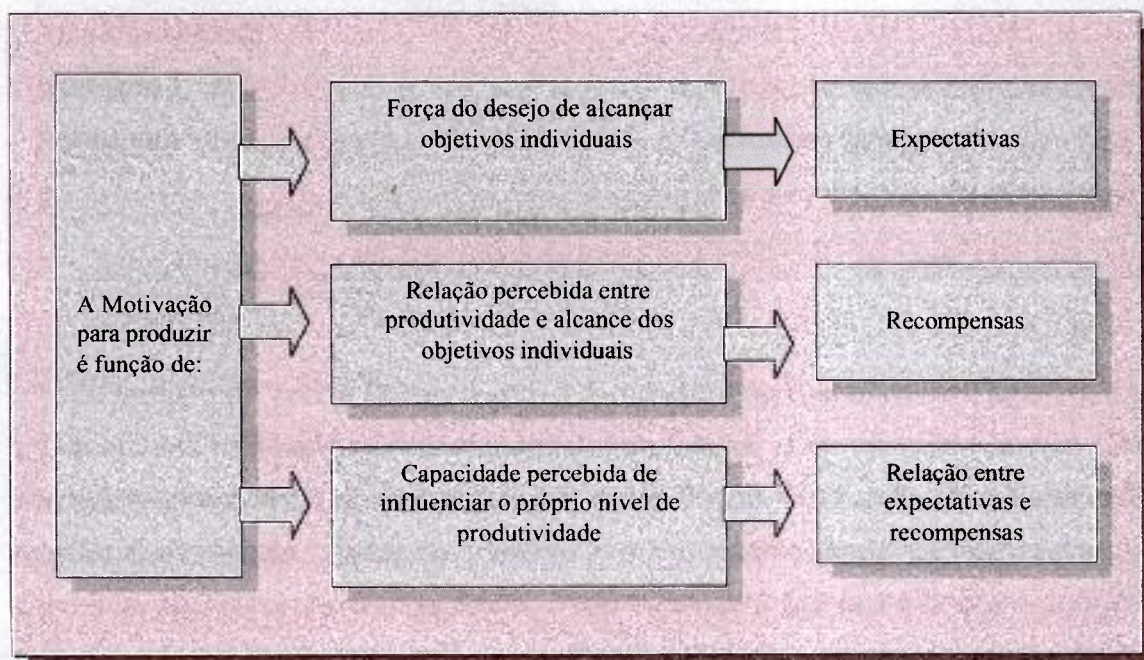 A Motivação
para produzir
é função de:
Força do desejo de alcançar
objetivos individuais
Expectativas
Relação percebida entre
produtividade e alcance dos
objetivos individuais
Recompensas
Capacidade percebida de
influenciar o próprio nível de
produtividade
Relação entre
expectativas e
recompensas